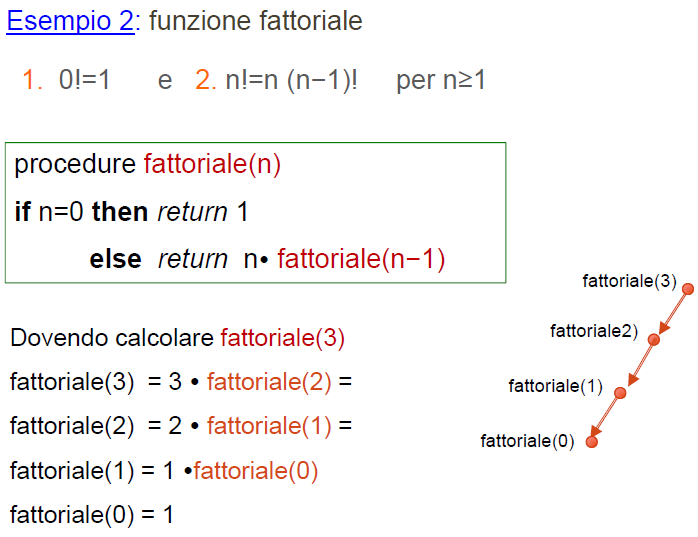 Esempio 2: funzione fattoriale
1. 0!=1 e 2. n!=n (n−1)! per n≥1
procedure fattoriale(n)
if n=0 then return 1
else return n• fattoriale(n−1)
Dovendo calcolare fattoriale(3)
fattoriale(3) = 3 • fattoriale(2) =
fattoriale(2) = 2 • fattoriale(1) =
fattoriale(1) = 1 •fattoriale(0)
fattoriale(0) = 1
fattoriale(3)
fattoriale2)
fattoriale(1)
fattoriale(0)